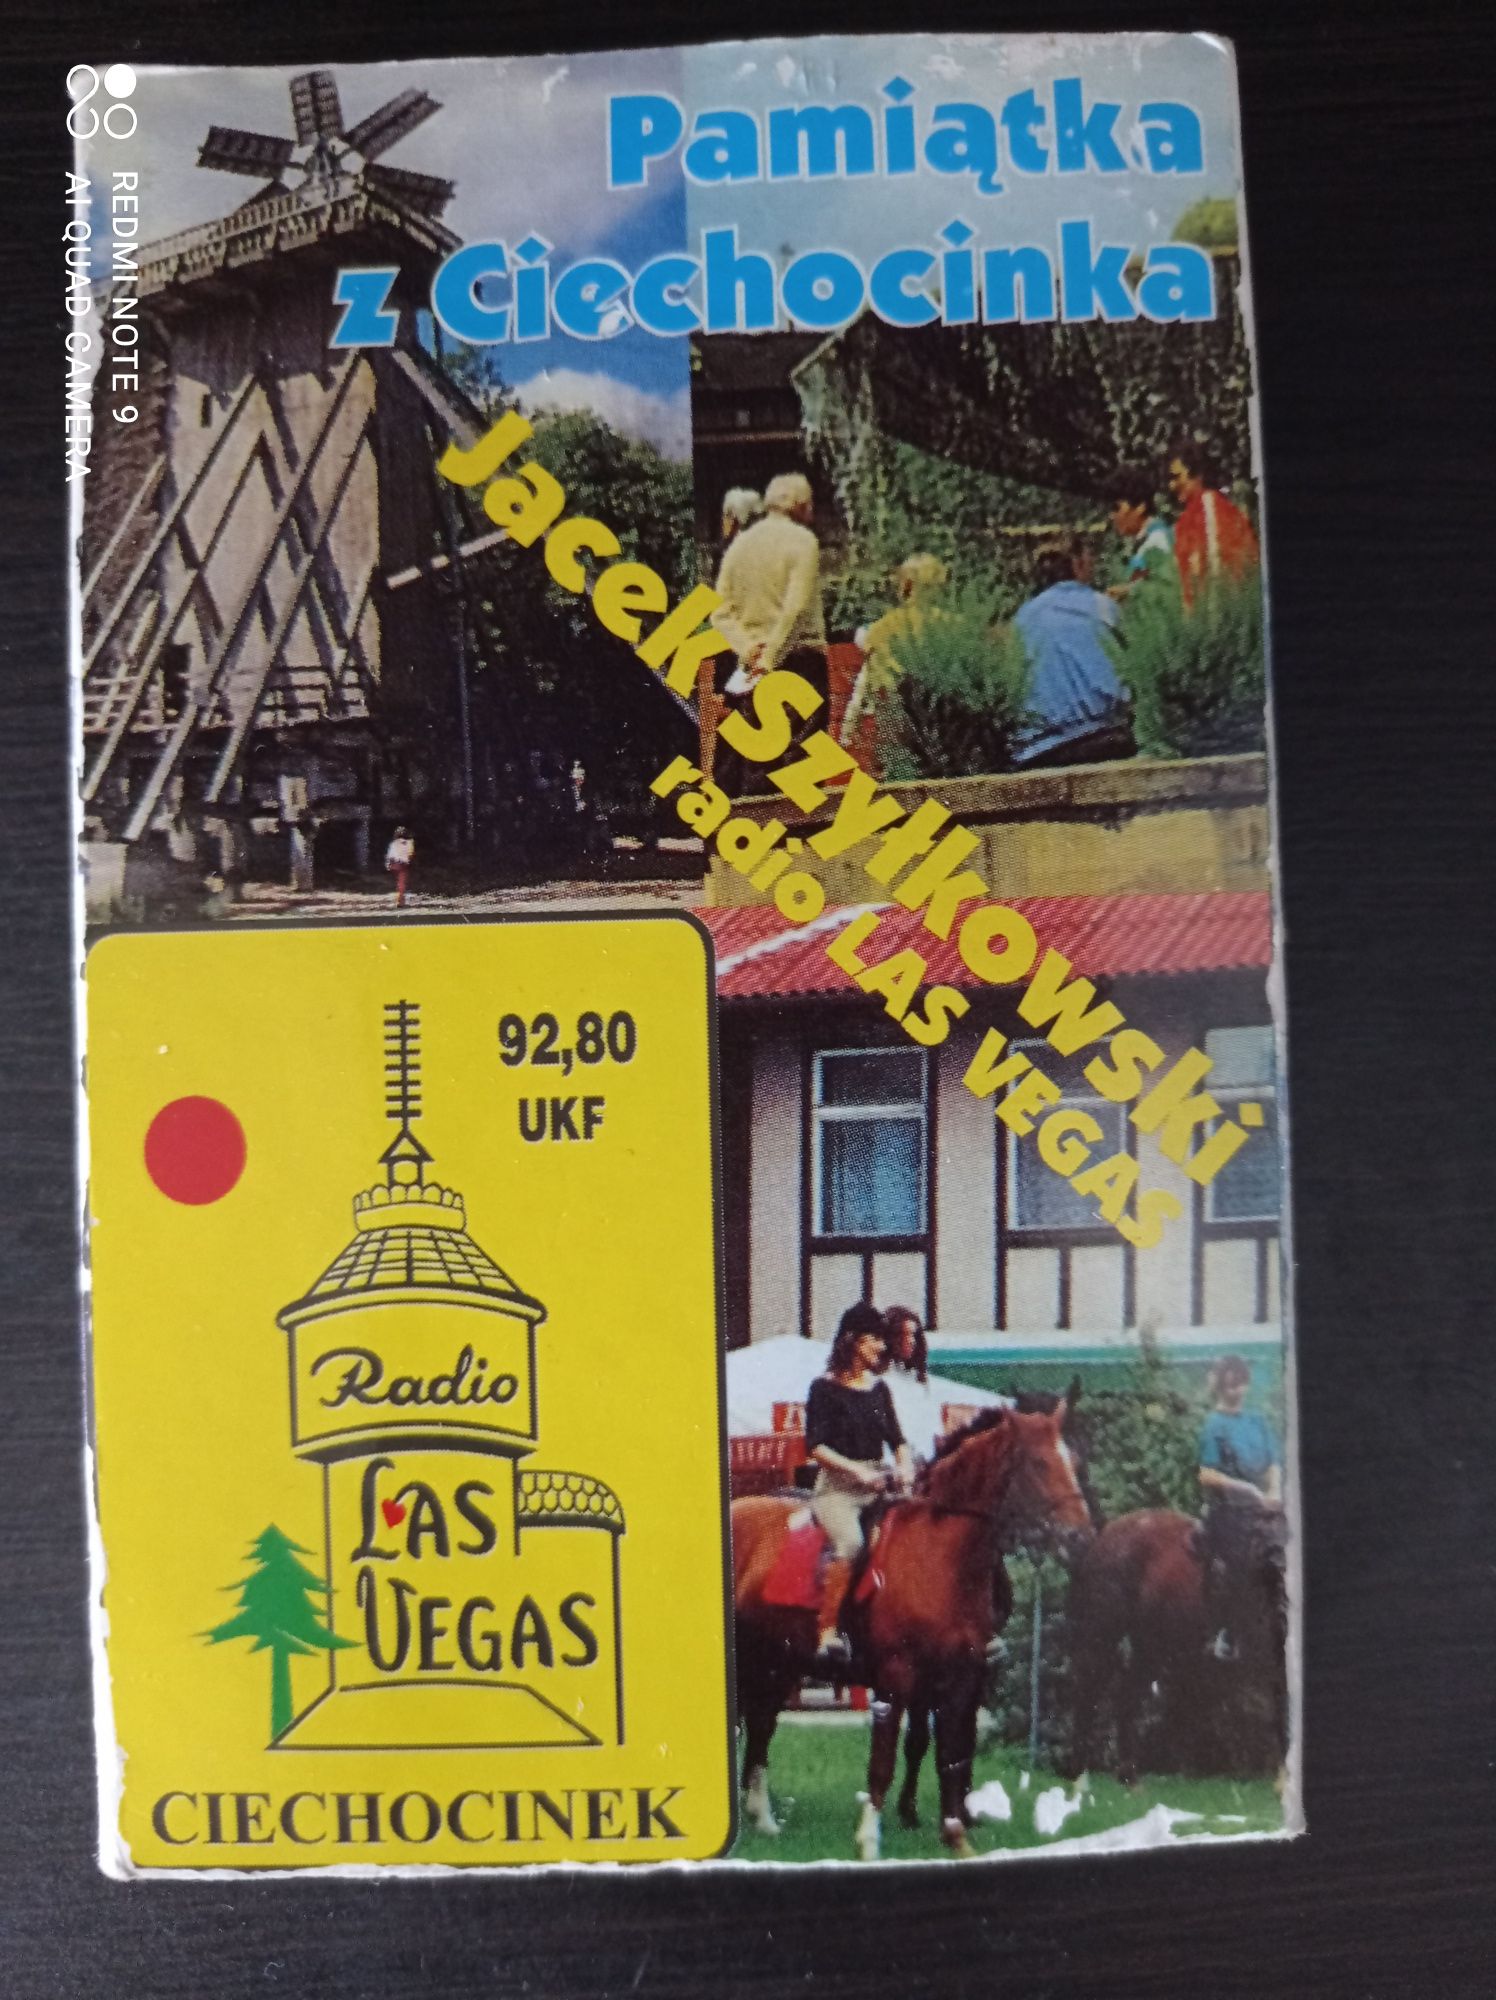 Pamiątka
z Ciechocinka
Jacek Szyłkowski
radio LAS VEGAS
92,80
UKF
Radio
LAS
VEGAS
CIECHOCINEK
REDMI NOTE 9
AI QUAD CAMERA